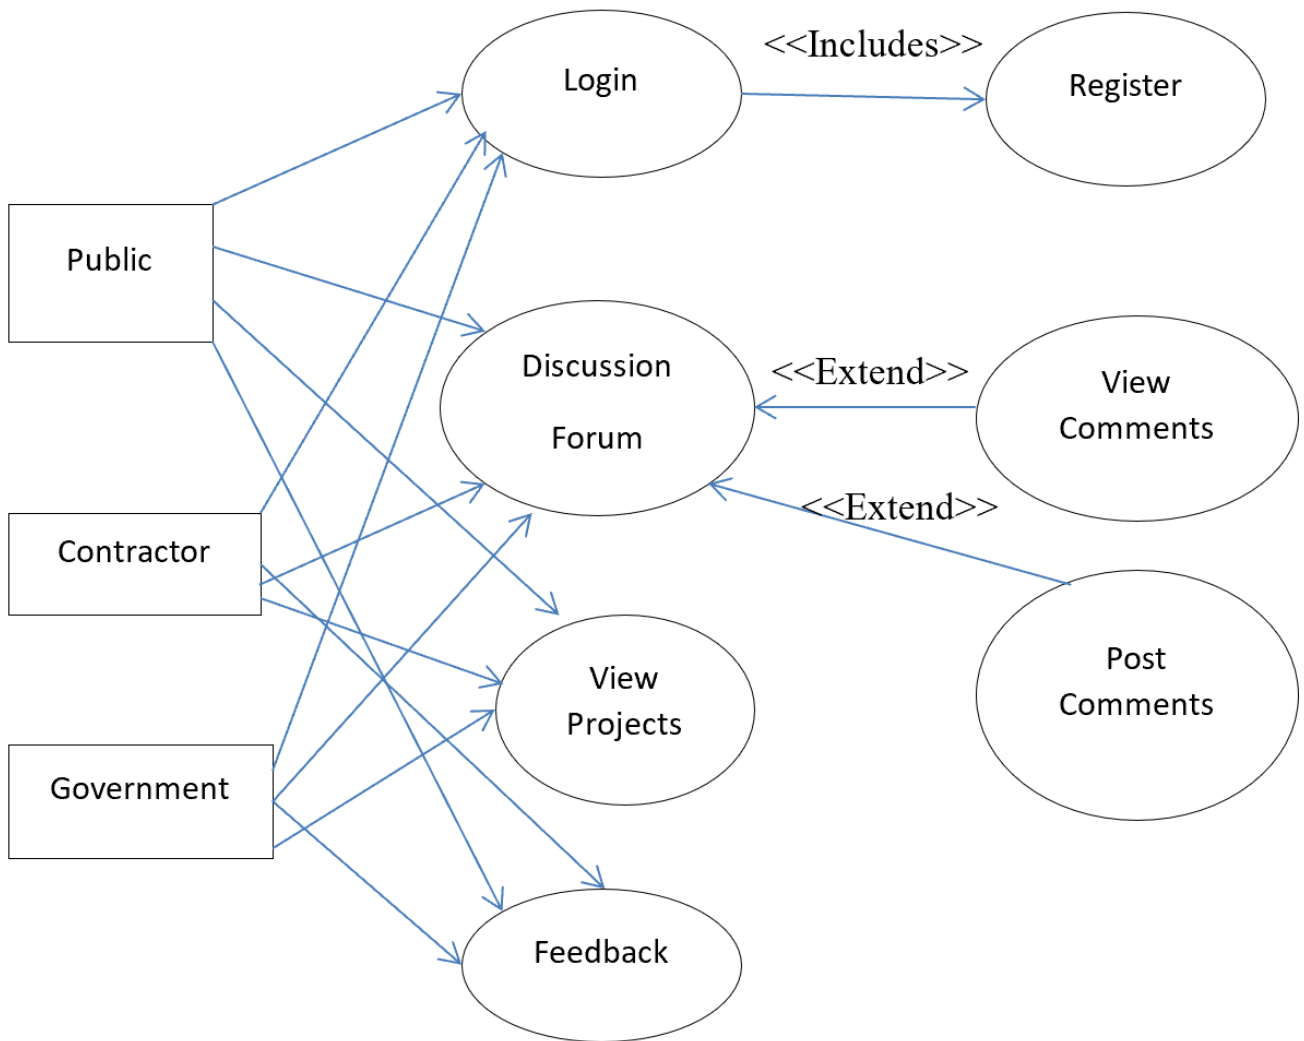 Login
<<Includes>>
Register
Public
Discussion
Forum
<<Extend>>
View
Comments
<<Extend>>
Contractor
View
Projects
Post
Comments
Government
Feedback